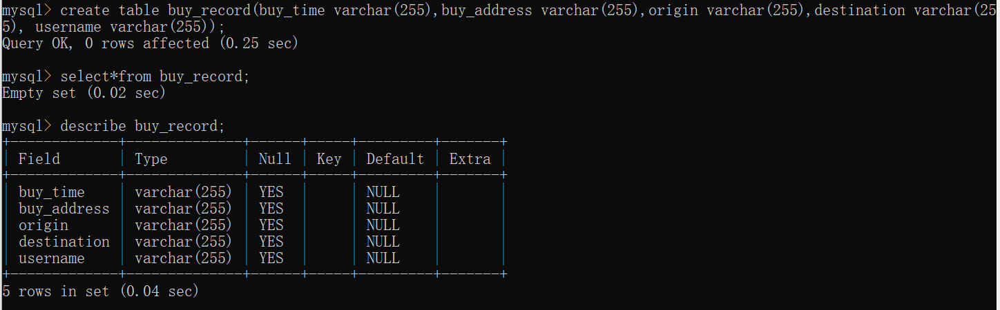 mysql> create table buy_record(buy_time varchar(255),buy_address varchar(255),origin varchar(255),destination varchar(25
5), username varchar(255));
Query OK, 0 rows affected (0.25 sec)
mysql> select*from buy_record;
Empty set (0.02 sec)
mysql> describe buy_record;
+-------------+--------------+------+-----+---------+-------+
| Field       | Type         | Null | Key | Default | Extra |
+-------------+--------------+------+-----+---------+-------+
| buy_time    | varchar(255) | YES  |     | NULL    |       |
| buy_address | varchar(255) | YES  |     | NULL    |       |
| origin      | varchar(255) | YES  |     | NULL    |       |
| destination | varchar(255) | YES  |     | NULL    |       |
| username    | varchar(255) | YES  |     | NULL    |       |
+-------------+--------------+------+-----+---------+-------+
5 rows in set (0.04 sec)